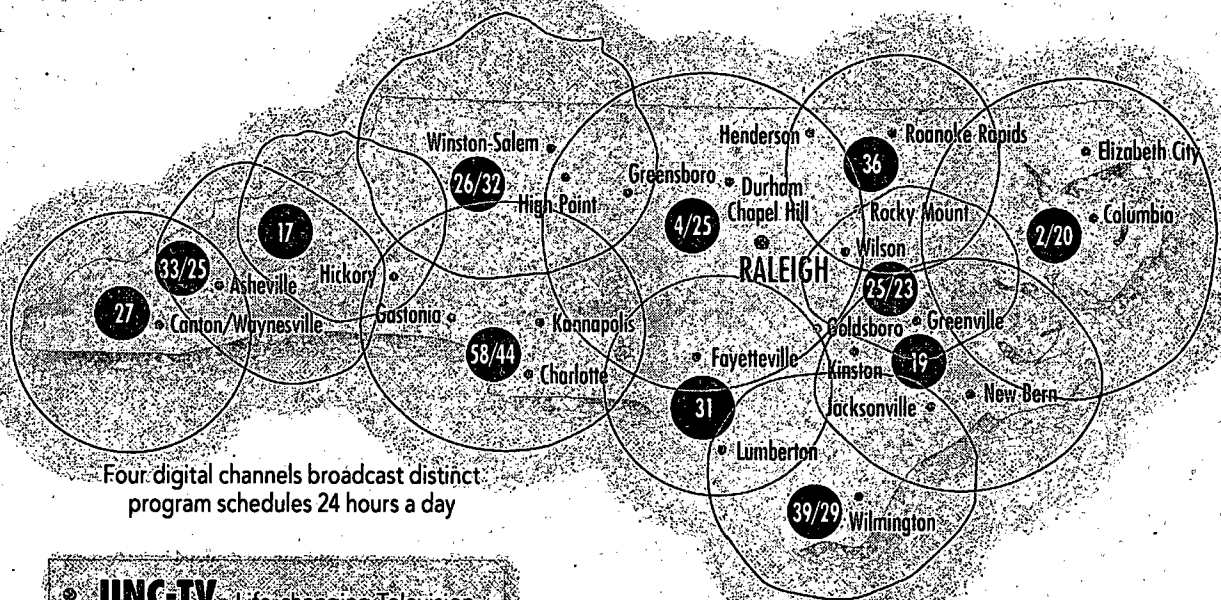 Winston-Salem
Henderson
Roanoke Rapids
36
Elizabeth City
26/32
Greensboro
Durham
High Point
4/25
Chapel Hill
Rocky Mount
Columbia
17
2/20
RALEIGH
Wilson
33/25
Asheville
Hickory
25/23
27
Canton/Waynesville
Gastonia
Kannapolis
Goldsboro
Greenville
58/44
Charlotte
Fayetteville
Kinston
19
31
Jacksonville
New Bern
Lumberton
Four digital channels broadcast distinct
program schedules 24 hours a day
39/29
Wilmington
UNC-TV